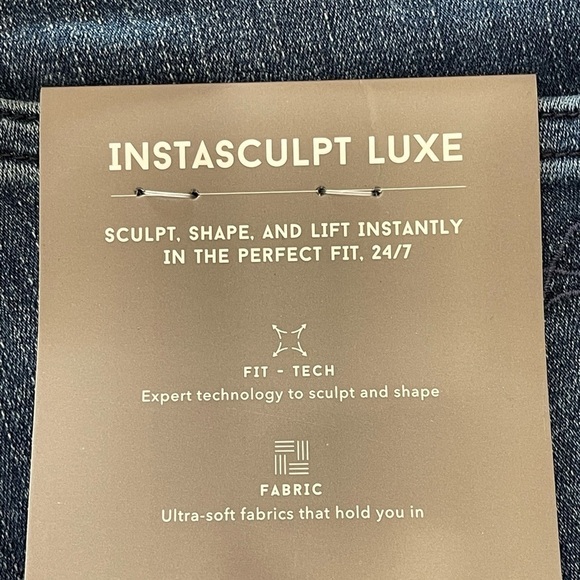 INSTASCULPT LUXE
SCULPT, SHAPE, AND LIFT INSTANTLY
IN THE PERFECT FIT, 24/7
FIT - TECH
Expert technology to sculpt and shape
FABRIC
Ultra-soft fabrics that hold you in